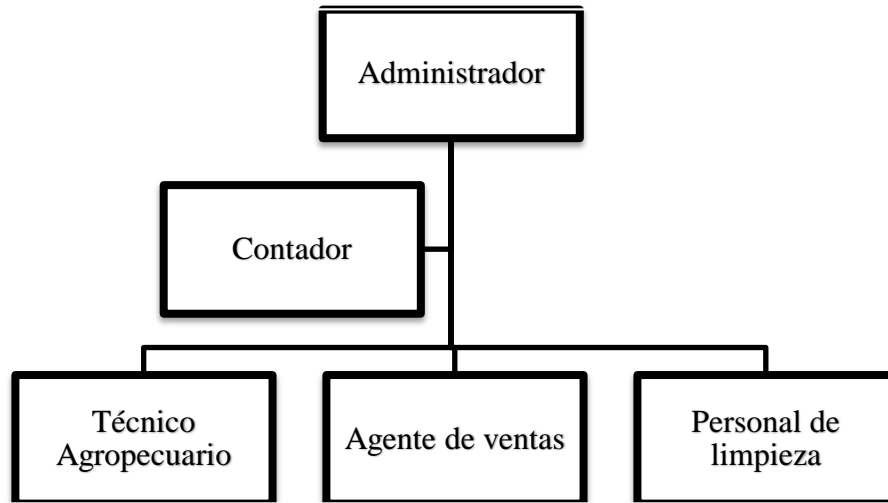 Administrador
Contador
Técnico
Agropecuario
Agente de ventas
Personal de
limpieza